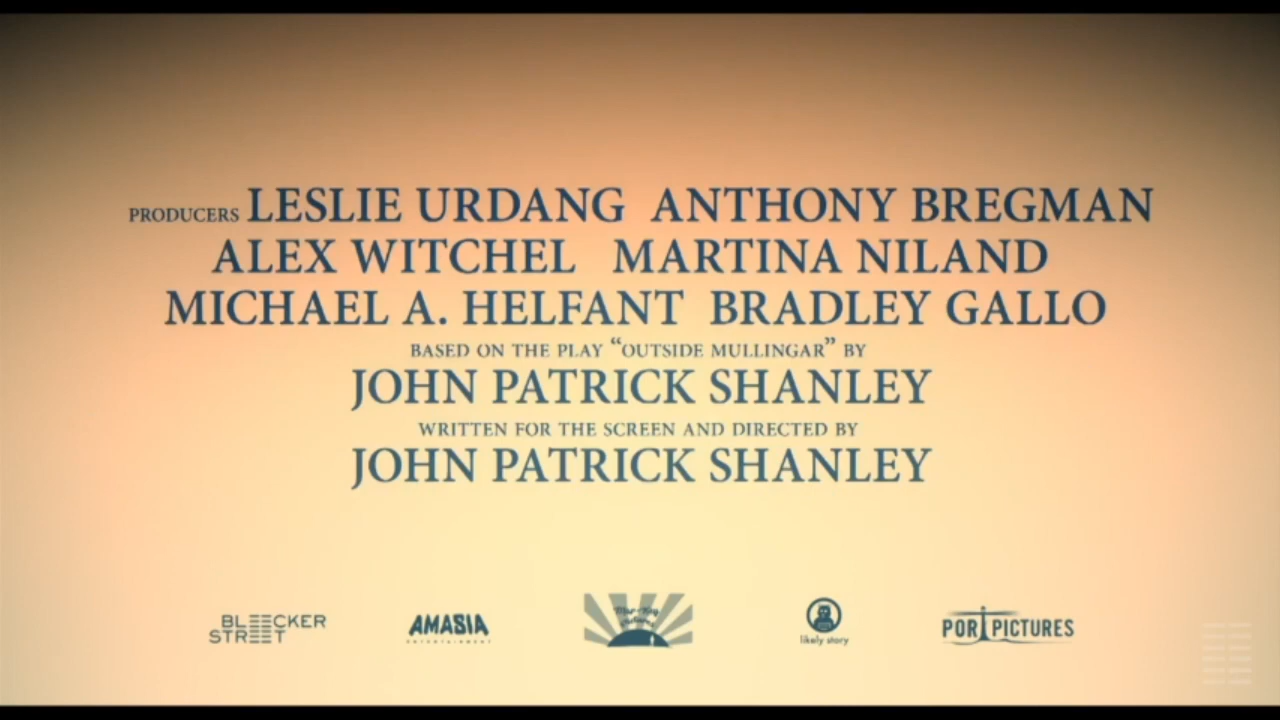 PRODUCERS LESLIE URDANG ANTHONY BREGMAN
ALEX WITCHEL MARTINA NILAND
MICHAEL A. HELFANT BRADLEY GALLO
BASED ON THE PLAY “OUTSIDE MULLINGAR” BY
JOHN PATRICK SHANLEY
WRITTEN FOR THE SCREEN AND DIRECTED BY
JOHN PATRICK SHANLEY
BLEECKER
STREET
AMASIA
ENTERTAINMENT
likely story
PORT PICTURES